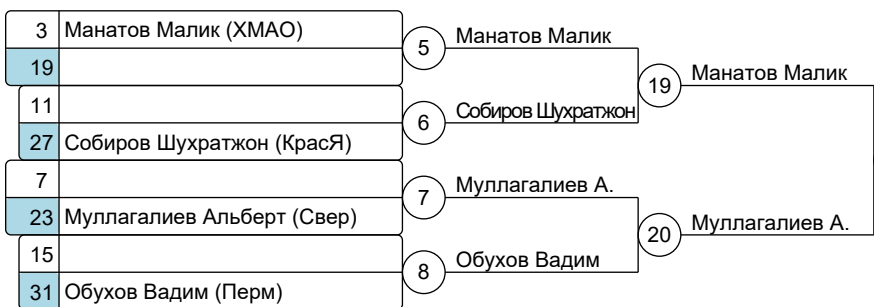 3 Манатов Малик (ХМАО)
19
11
27 Собиров Шухратжон (КрасЯ)
7
23 Муллагалиев Альберт (Свер)
15
31 Обухов Вадим (Перм)
5 Манатов Малик
6 Собиров Шухратжон
7 Муллагалиев А.
8 Обухов Вадим
19 Манатов Малик
20 Муллагалиев А.